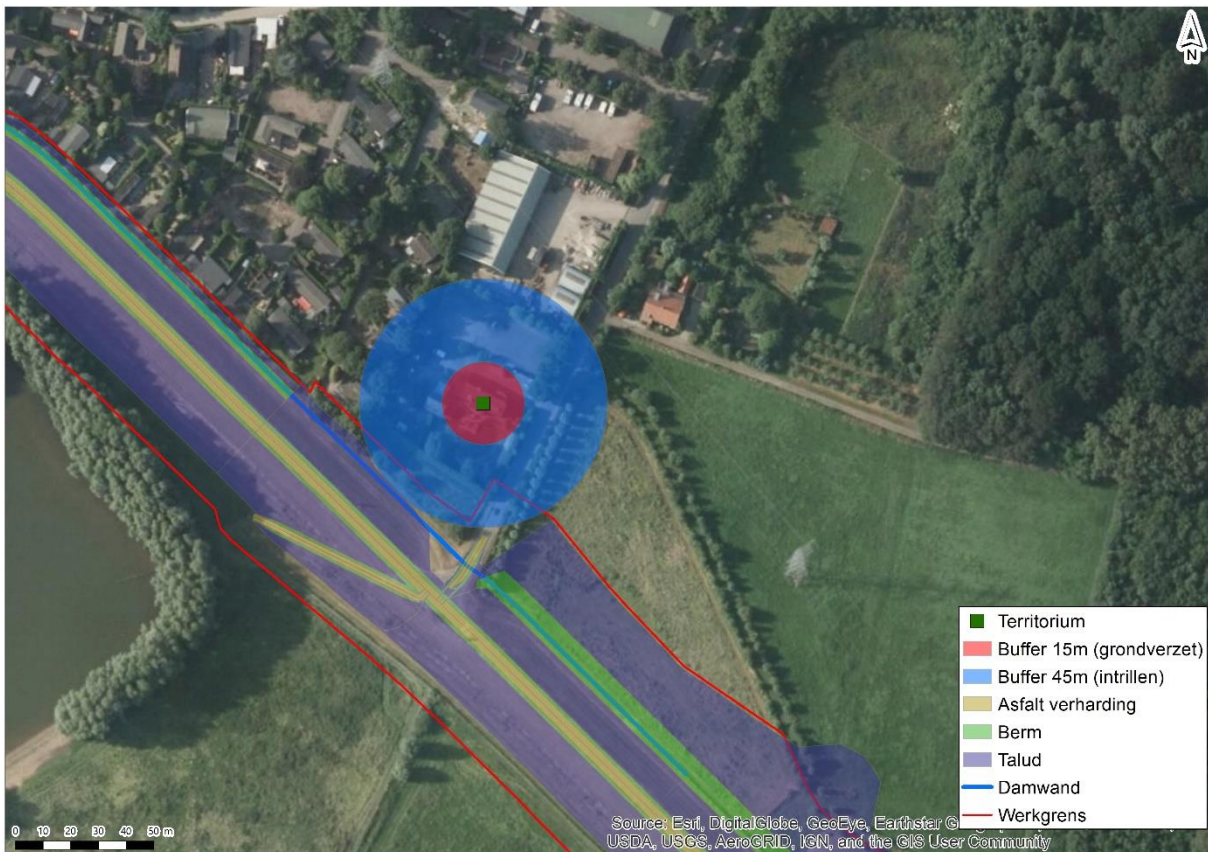 N
Territorium
Buffer 15m (grondverzet)
Buffer 45m (intrillen)
Asfalt verharding
Berm
Talud
Damwand
Werkgrens
0 10 20 30 40 50 m
Source: Esri, DigitalGlobe, GeoEye, Earthstar
USDA, USGS, AeroGRID, IGN, and the GIS User Community